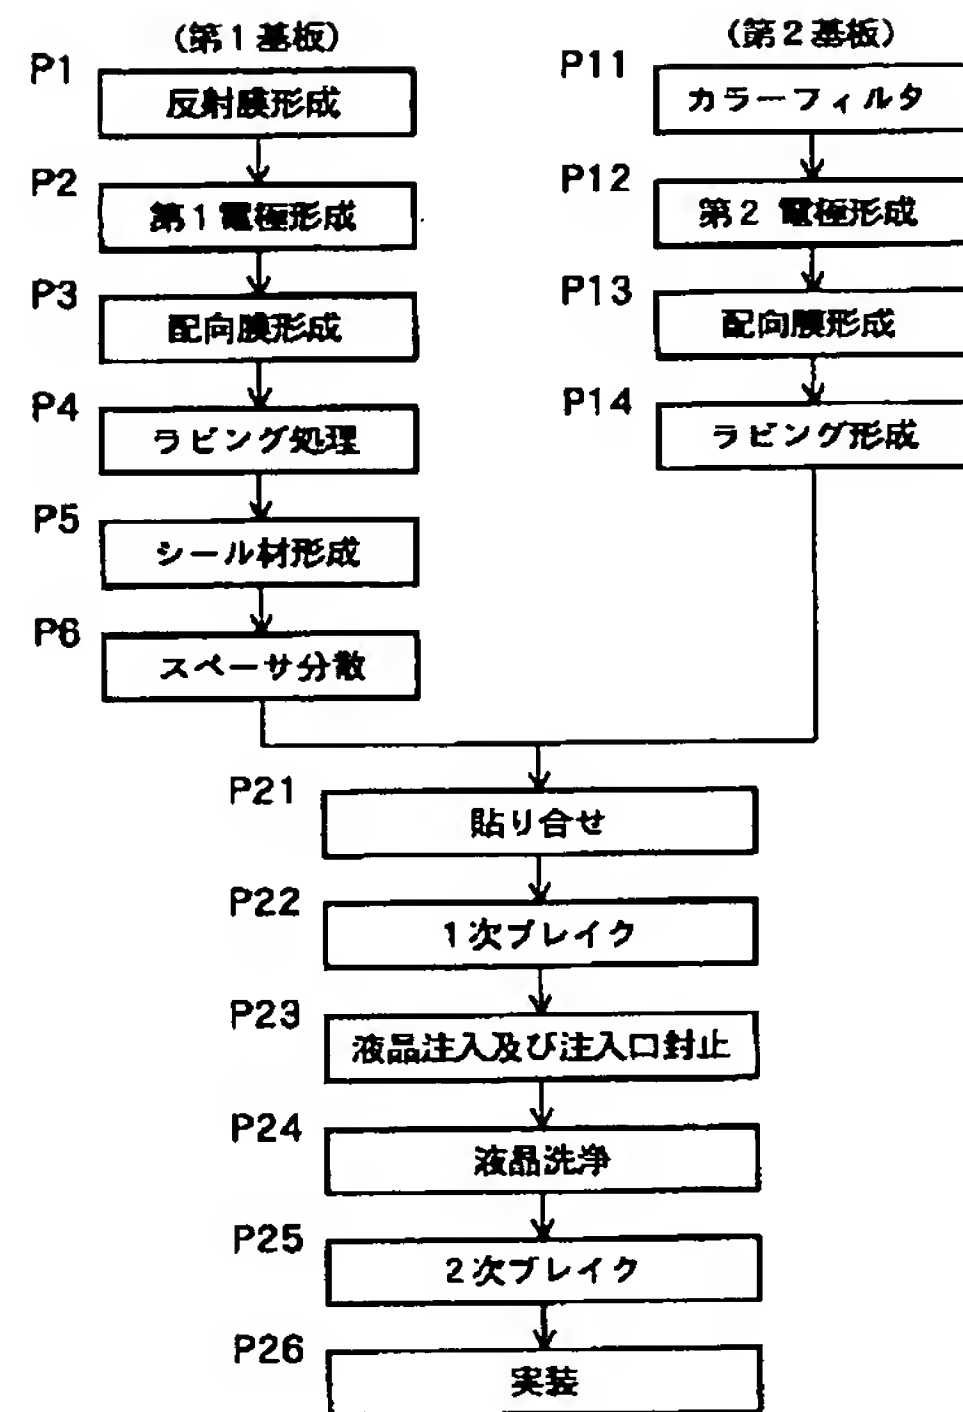 (第1基板)
P1
反射膜形成
P2
第1電極形成
P3
配向膜形成
P4
ラビング処理
P5
シール材形成
P6
スペーサ分散
(第2基板)
P11
カラーフィルタ
P12
第2 電極形成
P13
配向膜形成
P14
ラビング形成
P21
貼り合せ
P22
1次ブレイク
P23
液晶注入及び注入口封止
P24
液晶洗浄
P25
2次ブレイク
P26
実装